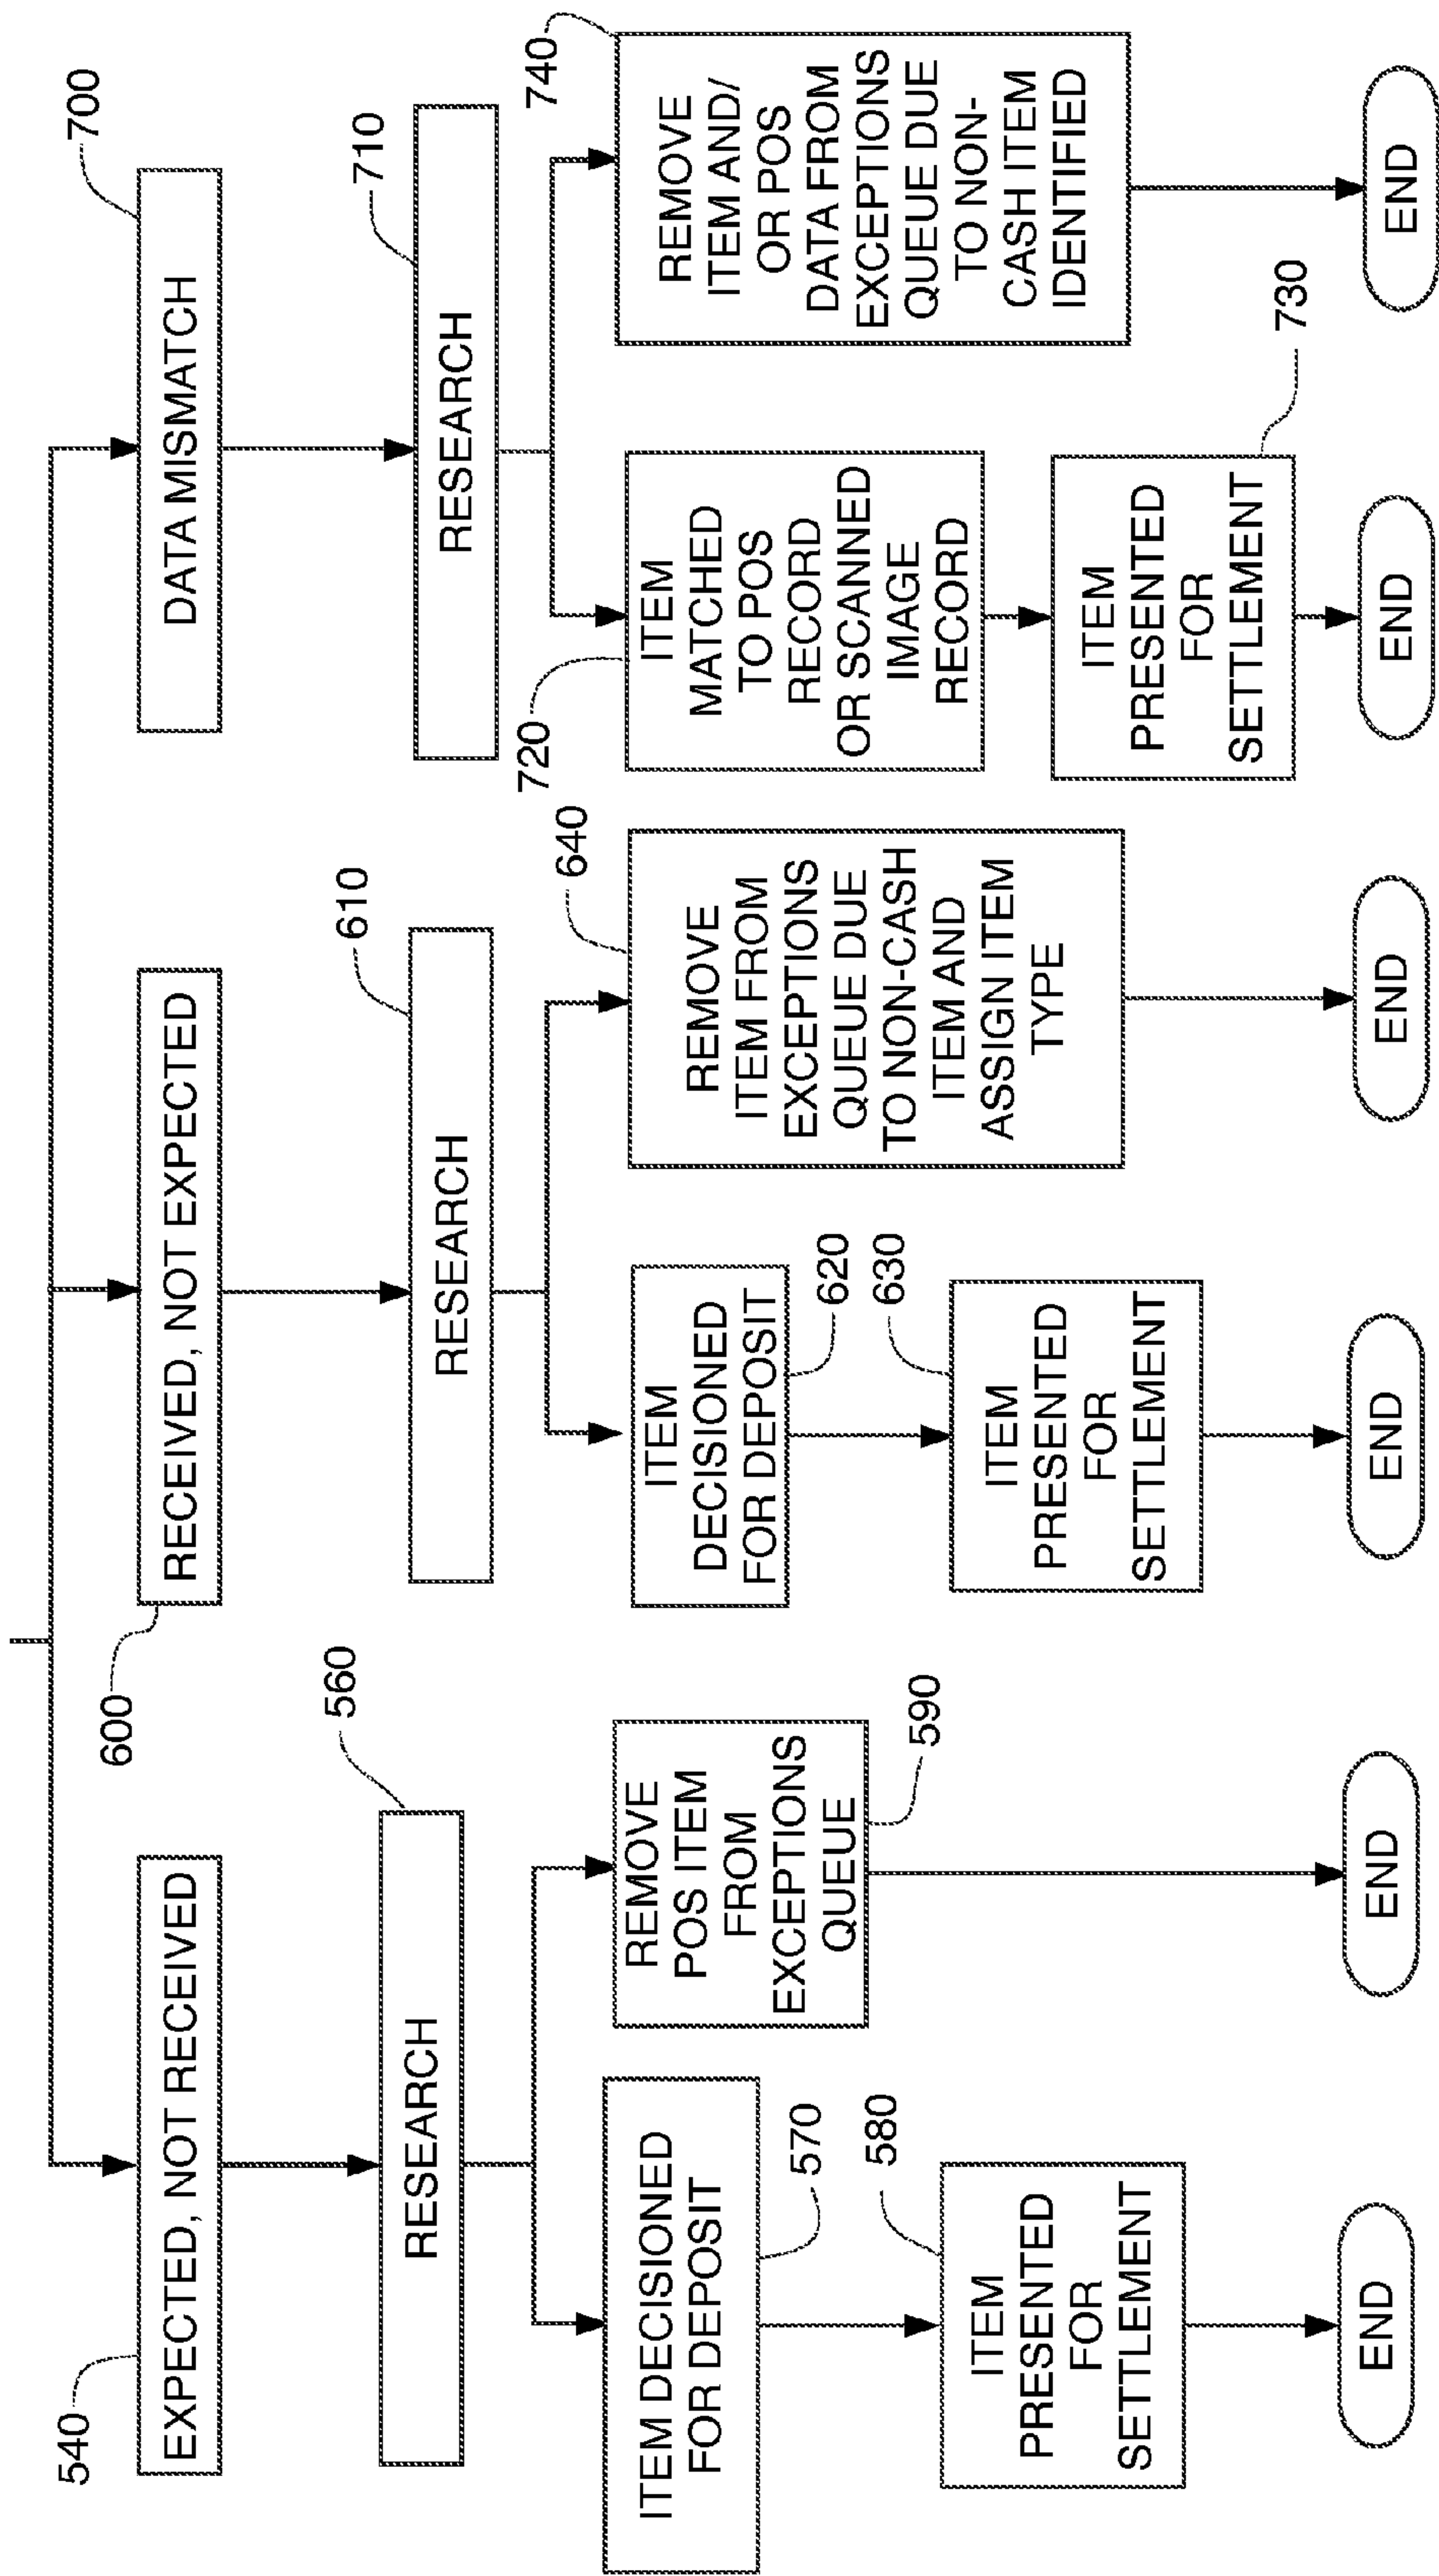 540
EXPECTED, NOT RECEIVED
560
RESEARCH
ITEM DECISIONED
FOR DEPOSIT
570
580
ITEM
PRESENTED
FOR
SETTLEMENT
END
REMOVE
POS ITEM
FROM
EXCEPTIONS
QUEUE
590
END
600
RECEIVED, NOT EXPECTED
610
RESEARCH
ITEM
DECISIONED
FOR DEPOSIT
620
630
ITEM
PRESENTED
FOR
SETTLEMENT
END
640
REMOVE
ITEM FROM
EXCEPTIONS
QUEUE DUE
TO NON-CASH
ITEM AND
ASSIGN ITEM
TYPE
END
700
DATA MISMATCH
710
RESEARCH
720
ITEM
MATCHED
TO POS
RECORD
OR SCANNED
IMAGE
RECORD
ITEM
PRESENTED
FOR
SETTLEMENT
730
END
740
REMOVE
ITEM AND/
OR POS
DATA FROM
EXCEPTIONS
QUEUE DUE
TO NON-
CASH ITEM
IDENTIFIED
END